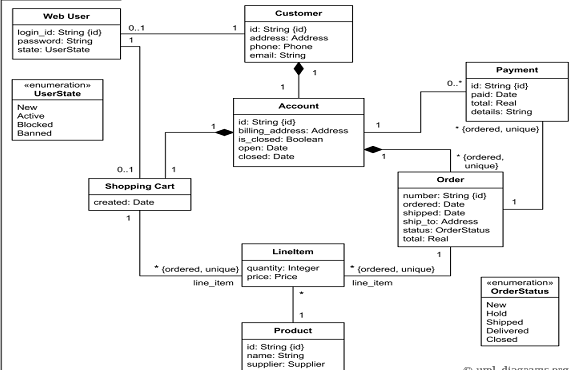 Web User
login_id: String {id}
password: String
state: UserState
0..1
1
1
Customer
id: String {id}
address: Address
phone: Phone
email: String
«enumeration»
UserState
New
Active
Blocked
Banned
1
1
Account
id: String {id}
billing_address: Address
is_closed: Boolean
open: Date
closed: Date
1
1
1
0..*
Payment
id: String {id}
paid: Date
total: Real
details: String
* {ordered, unique}
* {ordered,
unique}
0..1
1
Shopping Cart
created: Date
1
Order
number: String {id}
ordered: Date
shipped: Date
ship_to: Address
status: OrderStatus
total: Real
1
1
* {ordered, unique}
line_item
LineItem
quantity: Integer
price: Price
* {ordered, unique}
line_item
*
1
Product
id: String {id}
name: String
supplier: Supplier
«enumeration»
OrderStatus
New
Hold
Shipped
Delivered
Closed
© uml-diagrams.org